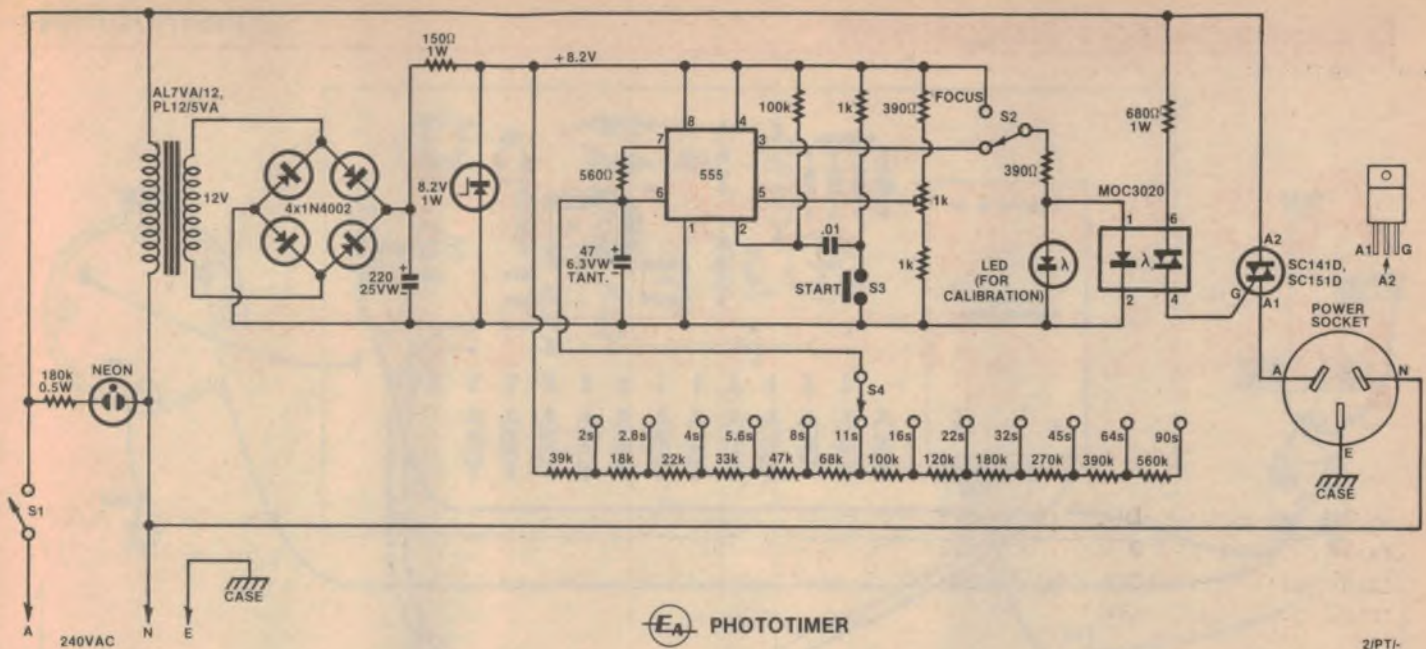 150Ω
1W
+8.2V
AL7VA/12,
PL12/5VA
12V
4x1N4002
8.2V
1W
220
25VW
+
-
560Ω
47
6.3VW
TANT.
+
-
7
6
8
4
555
3
5
1
2
100k
1k
390Ω
.01
START
S3
1k
1k
FOCUS
S2
390Ω
LED
(FOR
CALIBRATION)
λ
MOC3020
1
6
λ
2
4
680Ω
1W
A2
G
A1
SC141D,
SC151D
A1
G
A2
POWER
SOCKET
A
N
E
CASE
180k
0.5W
NEON
S4
2s
2.8s
4s
5.6s
8s
11s
16s
22s
32s
45s
64s
90s
39k
18k
22k
33k
47k
68k
100k
120k
180k
270k
390k
560k
S1
CASE
A
N
E
240VAC
EA PHOTOTIMER
2/PT/-